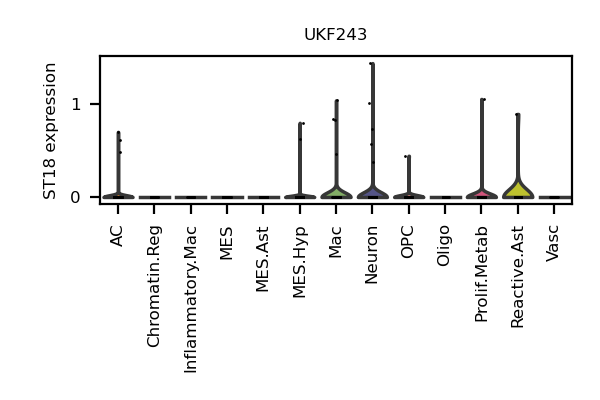 UKF243
ST18 expression
1
0
AC
Chromatin.Reg
Inflammatory.Mac
MES
MES.Ast
MES.Hyp
Mac
Neuron
OPC
Oligo
Prolif.Metab
Reactive.Ast
Vasc